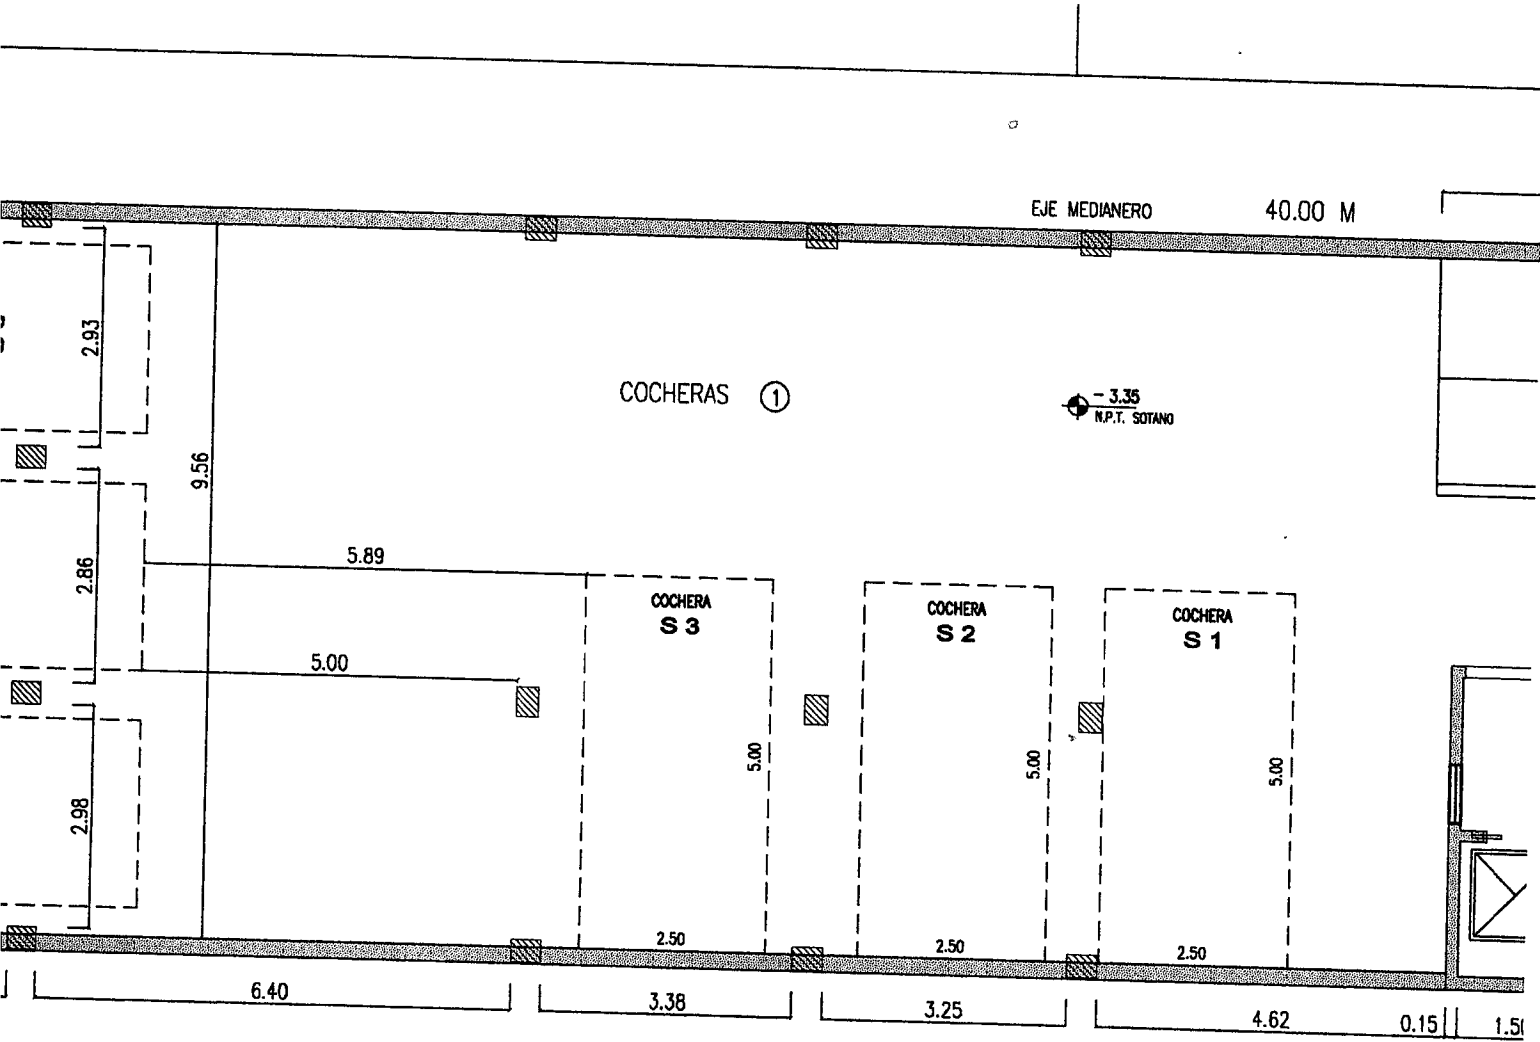 EJE MEDIANERO
40.00 M
2.93
COCHERAS 1
- 3.35
N.P.T. SOTANO
9.56
5.89
2.86
COCHERA
S 3
COCHERA
S 2
COCHERA
S 1
5.00
5.00
5.00
5.00
2.98
2.50
2.50
2.50
6.40
3.38
3.25
4.62
0.15